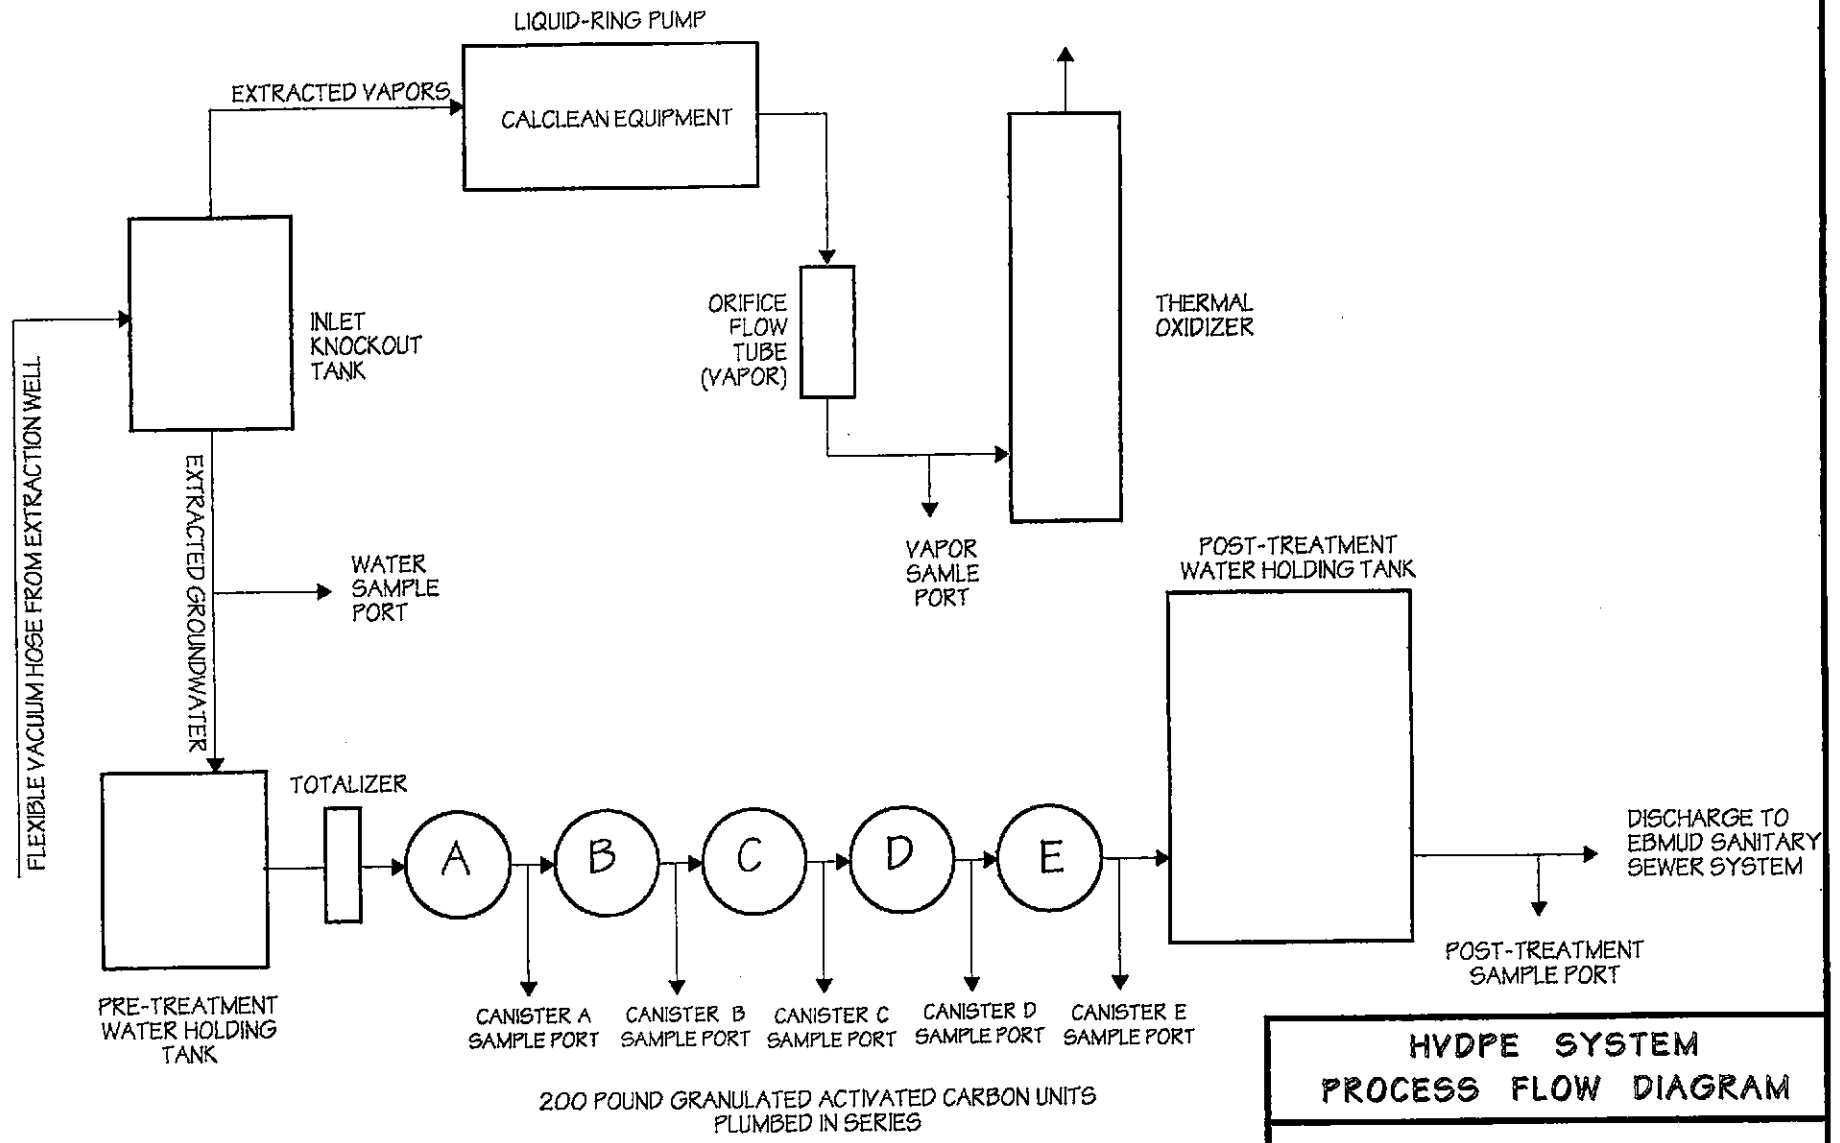 LIQUID-RING PUMP
EXTRACTED VAPORS
CALCLEAN EQUIPMENT
INLET
KNOCKOUT
TANK
ORIFICE
FLOW
TUBE
(VAPOR)
THERMAL
OXIDIZER
FLEXIBLE VACUUM HOSE FROM EXTRACTION WELL
EXTRACTED GROUNDWATER
WATER
SAMPLE
PORT
VAPOR
SAMLE
PORT
POST-TREATMENT
WATER HOLDING TANK
TOTALIZER
A
B
C
D
E
DISCHARGE TO
EBMUD SANITARY
SEWER SYSTEM
PRE-TREATMENT
WATER HOLDING
TANK
CANISTER A
SAMPLE PORT
CANISTER B
SAMPLE PORT
CANISTER C
SAMPLE PORT
CANISTER D
SAMPLE PORT
CANISTER E
SAMPLE PORT
POST-TREATMENT
SAMPLE PORT
200 POUND GRANULATED ACTIVATED CARBON UNITS
PLUMBED IN SERIES
HVDPE SYSTEM
PROCESS FLOW DIAGRAM